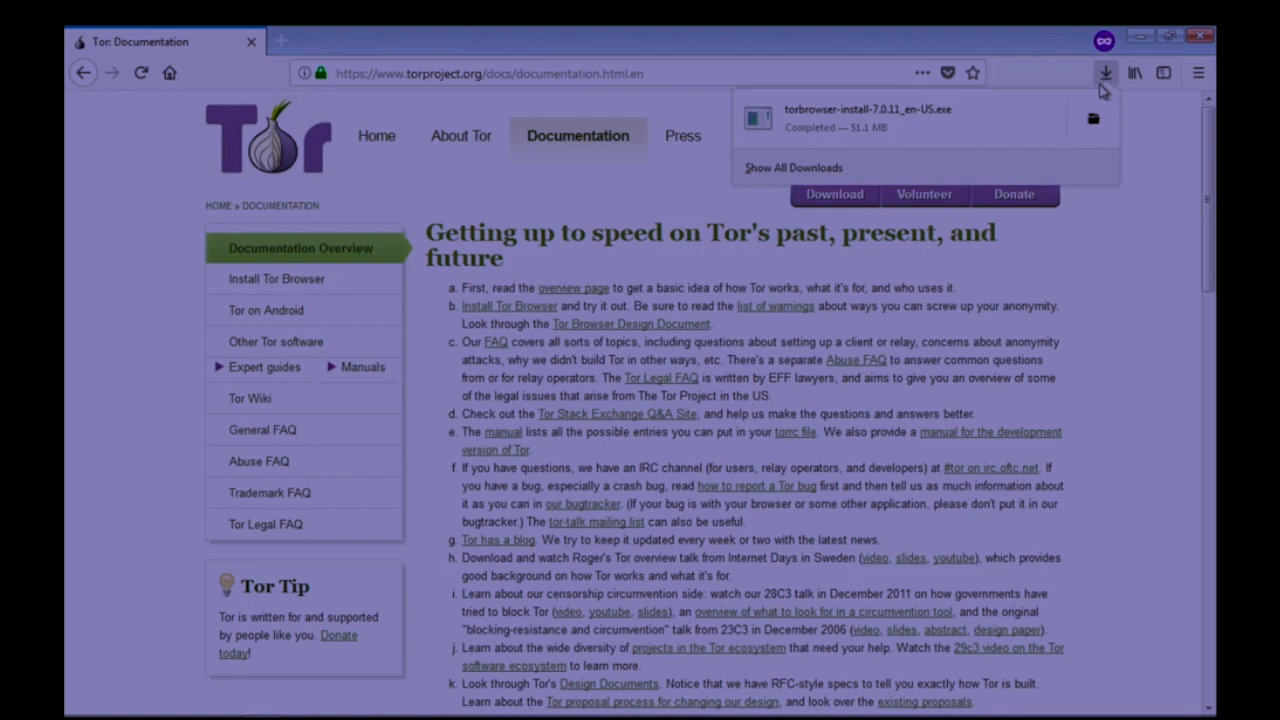 Tor: Documentation
https://www.torproject.org/docs/documentation.html.en
torbrowser-install-7.0.11_en-US.exe
Completed — 51.1 MB
Show All Downloads
Tor
Home About Tor Documentation Press
Download Volunteer Donate
HOME » DOCUMENTATION
Documentation Overview
Install Tor Browser
Tor on Android
Other Tor software
Expert guides Manuals
Tor Wiki
General FAQ
Abuse FAQ
Trademark FAQ
Tor Legal FAQ
Tor Tip
Tor is written for and supported
by people like you. Donate
today!
Getting up to speed on Tor's past, present, and
future
a. First, read the overview page to get a basic idea of how Tor works, what it's for, and who uses it.
b. Install Tor Browser and try it out. Be sure to read the list of warnings about ways you can screw up your anonymity.
Look through the Tor Browser Design Document.
c. Our FAQ covers all sorts of topics, including questions about setting up a client or relay, concerns about anonymity
attacks, why we didn't build Tor in other ways, etc. There's a separate Abuse FAQ to answer common questions
from or for relay operators. The Tor Legal FAQ is written by EFF lawyers, and aims to give you an overview of some
of the legal issues that arise from The Tor Project in the US.
d. Check out the Tor Stack Exchange Q&A Site, and help us make the questions and answers better.
e. The manual lists all the possible entries you can put in your torrc file. We also provide a manual for the development
version of Tor.
f. If you have questions, we have an IRC channel (for users, relay operators, and developers) at #tor on irc.oftc.net. If
you have a bug, especially a crash bug, read how to report a Tor bug first and then tell us as much information about
it as you can in our bugtracker. (If your bug is with your browser or some other application, please don't put it in our
bugtracker.) The tor-talk mailing list can also be useful.
g. Tor has a blog. We try to keep it updated every week or two with the latest news.
h. Download and watch Roger's Tor overview talk from Internet Days in Sweden (video, slides, youtube), which provides
good background on how Tor works and what it's for.
i. Learn about our censorship circumvention side: watch our 28C3 talk in December 2011 on how governments have
tried to block Tor (video, youtube, slides), an overview of what to look for in a circumvention tool, and the original
"blocking-resistance and circumvention" talk from 23C3 in December 2006 (video, slides, abstract, design paper).
j. Learn about the wide diversity of projects in the Tor ecosystem that need your help. Watch the 29c3 video on the Tor
software ecosystem to learn more.
k. Look through Tor's Design Documents. Notice that we have RFC-style specs to tell you exactly how Tor is built.
Learn about the Tor proposal process for changing our design, and look over the existing proposals.